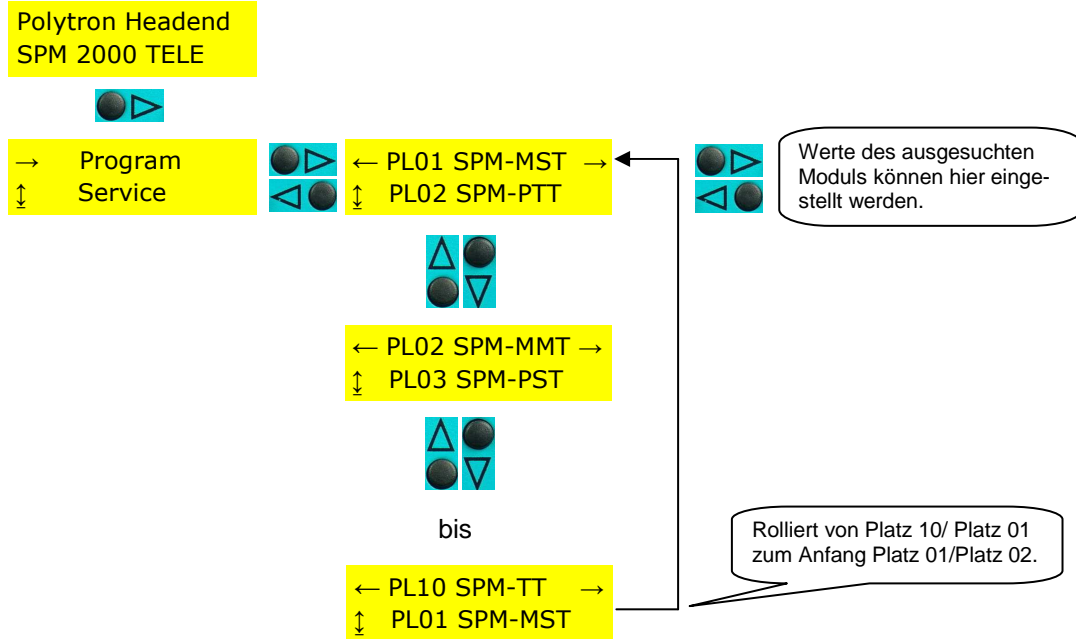 Polytron Headend
SPM 2000 TELE
→ Program
↕ Service
← PL01 SPM-MST →
↕ PL02 SPM-PTT
Werte des ausgesuchten
Moduls können hier einge-
stellt werden.
← PL02 SPM-MMT →
↕ PL03 SPM-PST
bis
Rolliert von Platz 10/ Platz 01
zum Anfang Platz 01/Platz 02.
← PL10 SPM-TT →
↕ PL01 SPM-MST